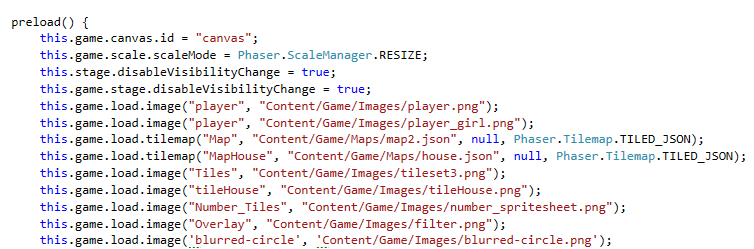 preload() {
this.game.canvas.id = "canvas";
this.game.scale.scaleMode = Phaser.ScaleManager.RESIZE;
this.stage.disableVisibilityChange = true;
this.game.stage.disableVisibilityChange = true;
this.game.load.image("player", "Content/Game/Images/player.png");
this.game.load.image("player", "Content/Game/Images/player_girl.png");
this.game.load.tilemap("Map", "Content/Game/Maps/map2.json", null, Phaser.Tilemap.TILED_JSON);
this.game.load.tilemap("MapHouse", "Content/Game/Maps/house.json", null, Phaser.Tilemap.TILED_JSON);
this.game.load.image("Tiles", "Content/Game/Images/tileset3.png");
this.game.load.image("tileHouse", "Content/Game/Images/tileHouse.png");
this.game.load.image("Number_Tiles", "Content/Game/Images/number_spritesheet.png");
this.game.load.image("Overlay", "Content/Game/Images/filter.png");
this.game.load.image('blurred-circle', 'Content/Game/Images/blurred-circle.png');